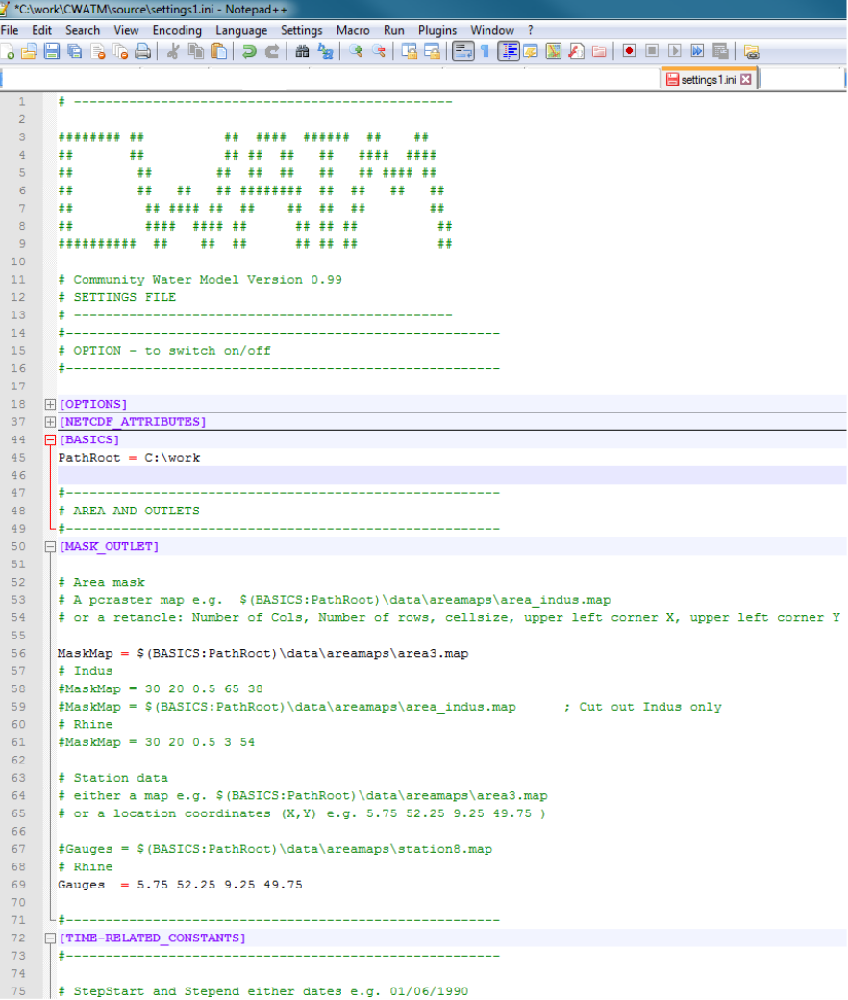 *C:\work\CWATM\source\settings1.ini - Notepad++
File Edit Search View Encoding Language Settings Macro Run Plugins Window ?
settings1.ini
1 # ------------------------------------------------
2
3 ######## ##          ##  ####  ######  ##    ##
4 ##       ##         ## ##  ##   ##   ####  ####
5 ##        ##        ##  ##  ##   ##   ## #### ##
6 ##        ##   ##   ## ########  ##  ##   ##   ##
7 ##         ## #### ##  ##    ##  ##  ##        ##
8 ##         ####  #### ##      ## ## ##          ##
9 ##########  ##    ##  ##      ## ## ##          ##
10
11 # Community Water Model Version 0.99
12 # SETTINGS FILE
13 # ------------------------------------------------
14 #-------------------------------------------------------
15 # OPTION - to switch on/off
16 #-------------------------------------------------------
17
18 [OPTIONS]
37 [NETCDF_ATTRIBUTES]
44 [BASICS]
45 PathRoot = C:\work
46
47 #-------------------------------------------------------
48 # AREA AND OUTLETS
49 #-------------------------------------------------------
50 [MASK_OUTLET]
51
52 # Area mask
53 # A pcraster map e.g.  $(BASICS:PathRoot)\data\areamaps\area_indus.map
54 # or a retancle: Number of Cols, Number of rows, cellsize, upper left corner X, upper left corner Y
55
56 MaskMap = $(BASICS:PathRoot)\data\areamaps\area3.map
57 # Indus
58 #MaskMap = 30 20 0.5 65 38
59 #MaskMap = $(BASICS:PathRoot)\data\areamaps\area_indus.map      ; Cut out Indus only
60 # Rhine
61 #MaskMap = 30 20 0.5 3 54
62
63 # Station data
64 # either a map e.g. $(BASICS:PathRoot)\data\areamaps\area3.map
65 # or a location coordinates (X,Y) e.g. 5.75 52.25 9.25 49.75 )
66
67 #Gauges = $(BASICS:PathRoot)\data\areamaps\station8.map
68 # Rhine
69 Gauges  = 5.75 52.25 9.25 49.75
70
71 #-------------------------------------------------------
72 [TIME-RELATED_CONSTANTS]
73 #-------------------------------------------------------
74
75 # StepStart and Stepend either dates e.g. 01/06/1990